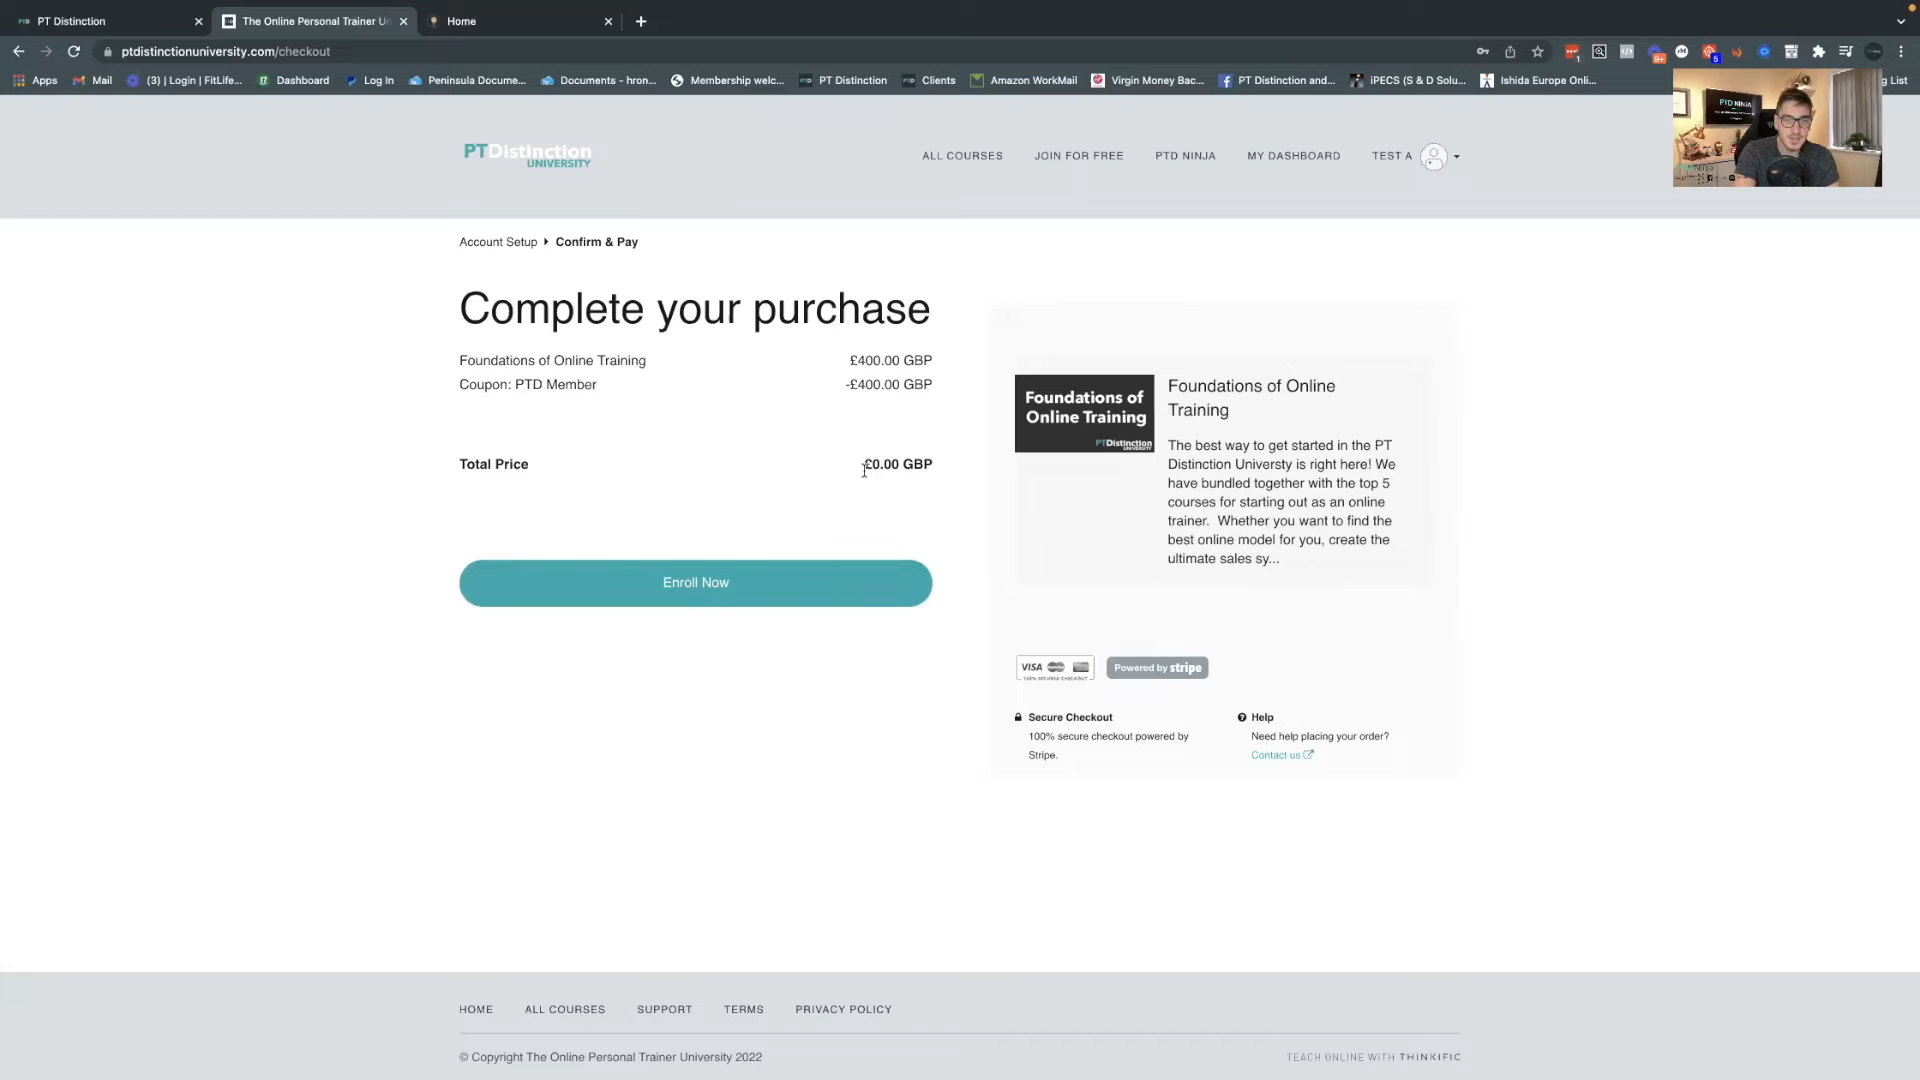 PT Distinction
The Online Personal Trainer Un
Home
ptdistinctionuniversity.com/checkout
Apps
Mail
(3) | Login | FitLife...
Dashboard
Log In
Peninsula Docume...
Documents - hron...
Membership welc...
PT Distinction
Clients
Amazon WorkMail
Virgin Money Bac...
PT Distinction and...
iPECS (S & D Solu...
Ishida Europe Onli...
g List
PTD NINJA
PTDistinction
UNIVERSITY
ALL COURSES
JOIN FOR FREE
PTD NINJA
MY DASHBOARD
TEST A
Account Setup
Confirm & Pay
Complete your purchase
Foundations of Online Training £400.00 GBP
Coupon: PTD Member -£400.00 GBP
Total Price £0.00 GBP
Enroll Now
Foundations of
Online Training
PTDistinction
UNIVERSITY
Foundations of Online
Training
The best way to get started in the PT
Distinction Universty is right here! We
have bundled together with the top 5
courses for starting out as an online
trainer. Whether you want to find the
best online model for you, create the
ultimate sales sy...
VISA
100% SECURED CHECKOUT
Powered by stripe
Secure Checkout
100% secure checkout powered by
Stripe.
Help
Need help placing your order?
Contact us
HOME
ALL COURSES
SUPPORT
TERMS
PRIVACY POLICY
© Copyright The Online Personal Trainer University 2022
TEACH ONLINE WITH THINKIFIC